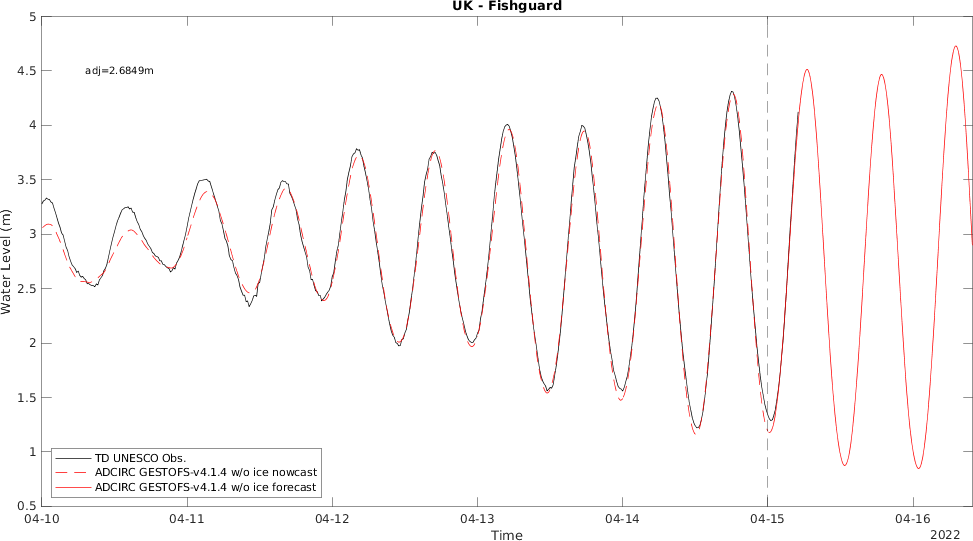 UK - Fishguard
5
4.5
4
3.5
3
2.5
2
1.5
1
0.5
Water Level (m)
adj=2.6849m
TD UNESCO Obs.
ADCIRC GESTOFS-v4.1.4 w/o ice nowcast
ADCIRC GESTOFS-v4.1.4 w/o ice forecast
04-10 04-11 04-12 04-13 04-14 04-15 04-16
Time
2022